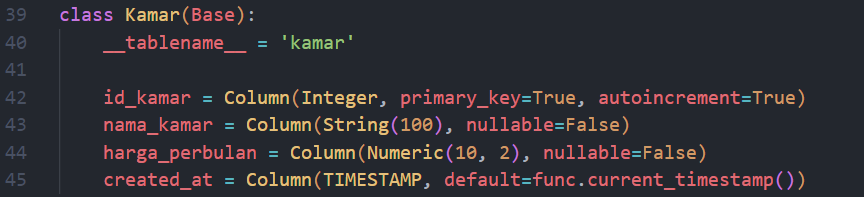 39 class Kamar(Base):
40     __tablename__ = 'kamar'
41
42     id_kamar = Column(Integer, primary_key=True, autoincrement=True)
43     nama_kamar = Column(String(100), nullable=False)
44     harga_perbulan = Column(Numeric(10, 2), nullable=False)
45     created_at = Column(TIMESTAMP, default=func.current_timestamp())